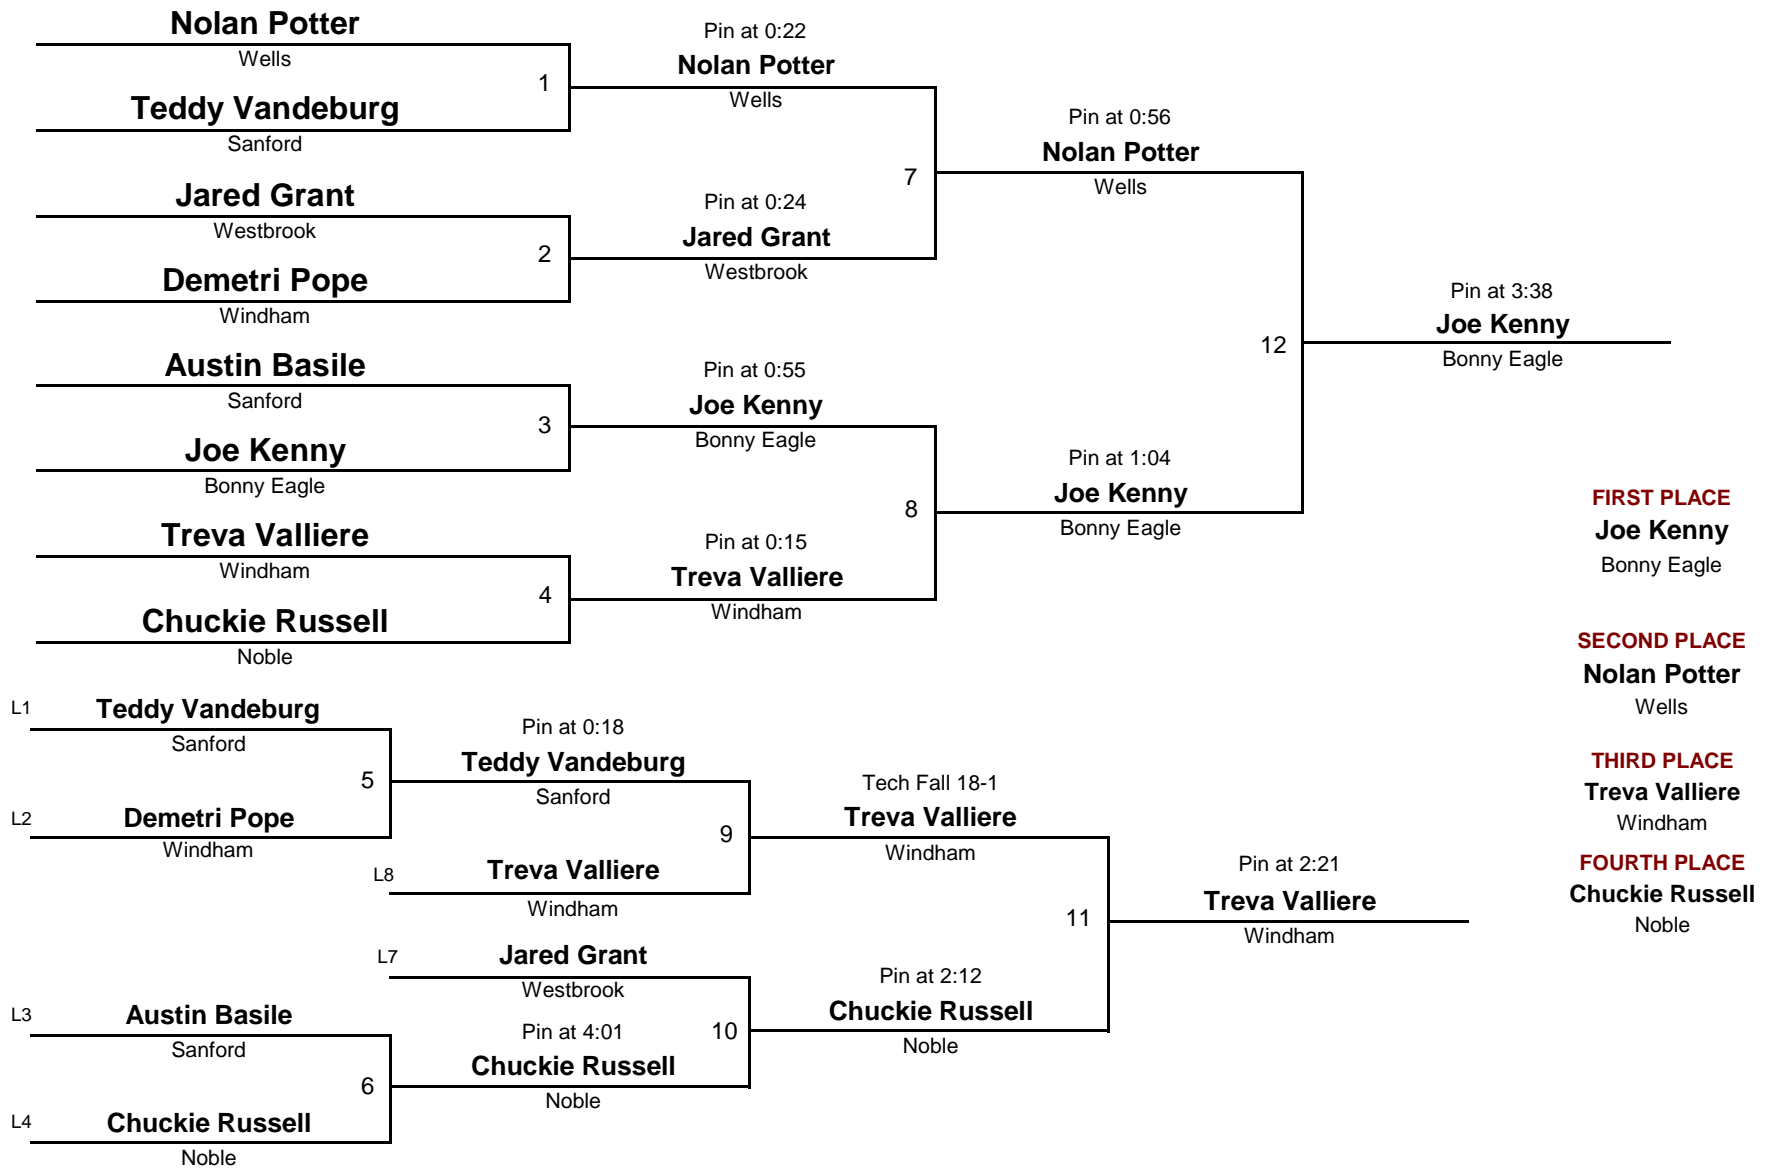 Nolan Potter
Wells
1
Teddy Vandeburg
Sanford
Pin at 0:22
Nolan Potter
Wells
Jared Grant
Westbrook
2
Demetri Pope
Windham
Pin at 0:24
Jared Grant
Westbrook
7
Pin at 0:56
Nolan Potter
Wells
Austin Basile
Sanford
3
Joe Kenny
Bonny Eagle
Pin at 0:55
Joe Kenny
Bonny Eagle
Treva Valliere
Windham
4
Chuckie Russell
Noble
Pin at 0:15
Treva Valliere
Windham
8
Pin at 1:04
Joe Kenny
Bonny Eagle
12
Pin at 3:38
Joe Kenny
Bonny Eagle
FIRST PLACE
Joe Kenny
Bonny Eagle
SECOND PLACE
Nolan Potter
Wells
THIRD PLACE
Treva Valliere
Windham
FOURTH PLACE
Chuckie Russell
Noble
L1
Teddy Vandeburg
Sanford
5
L2
Demetri Pope
Windham
Pin at 0:18
Teddy Vandeburg
Sanford
9
L8
Treva Valliere
Windham
Tech Fall 18-1
Treva Valliere
Windham
L7
Jared Grant
Westbrook
L3
Austin Basile
Sanford
6
L4
Chuckie Russell
Noble
Pin at 4:01
Chuckie Russell
Noble
10
Pin at 2:12
Chuckie Russell
Noble
11
Pin at 2:21
Treva Valliere
Windham